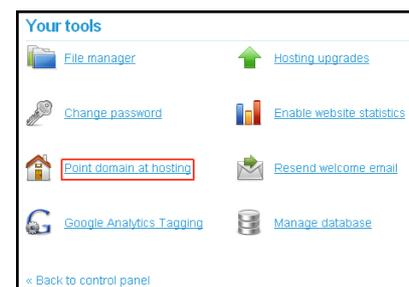 Your tools
File manager
Hosting upgrades
Change password
Enable website statistics
Point domain at hosting
Resend welcome email
Google Analytics Tagging
Manage database
« Back to control panel